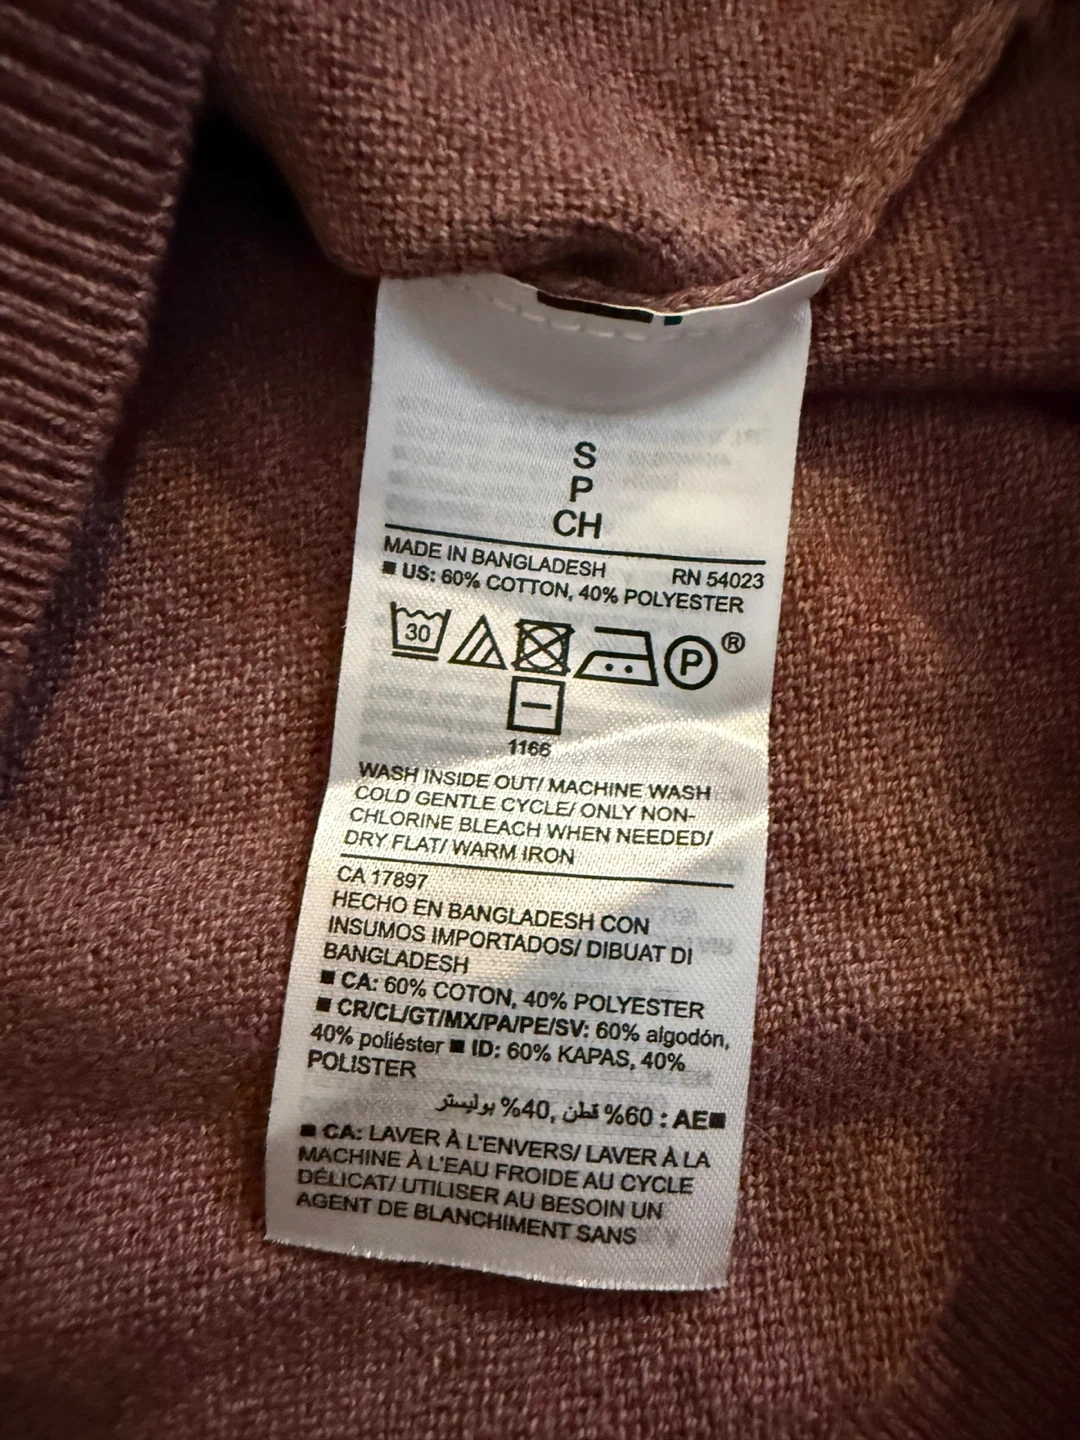 S
P
CH
MADE IN BANGLADESH RN 54023
■ US: 60% COTTON, 40% POLYESTER
30 P ®
1166
WASH INSIDE OUT/ MACHINE WASH
COLD GENTLE CYCLE/ ONLY NON-
CHLORINE BLEACH WHEN NEEDED/
DRY FLAT/ WARM IRON
CA 17897
HECHO EN BANGLADESH CON
INSUMOS IMPORTADOS/ DIBUAT DI
BANGLADESH
■ CA: 60% COTON, 40% POLYESTER
■ CR/CL/GT/MX/PA/PE/SV: 60% algodón,
40% poliéster ■ ID: 60% KAPAS, 40%
POLISTER
■AE : 60% قطن, 40% بوليستر
■ CA: LAVER À L'ENVERS/ LAVER À LA
MACHINE À L'EAU FROIDE AU CYCLE
DÉLICAT/ UTILISER AU BESOIN UN
AGENT DE BLANCHIMENT SANS